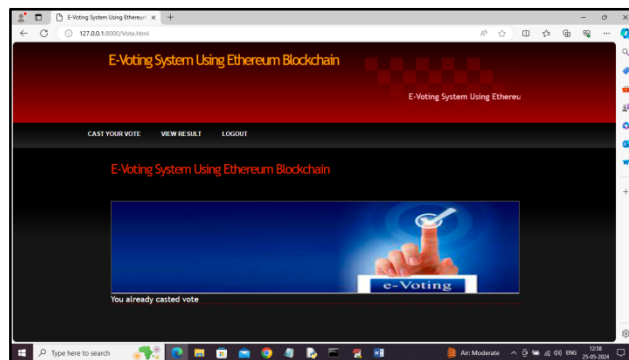 E-Voting System Using Ethereum
127.0.0.1:8000/Vote.html
E-Voting System Using Ethereum Blockchain
E-Voting System Using Ethereu
CAST YOUR VOTE VIEW RESULT LOGOUT
E-Voting System Using Ethereum Blockchain
e-Voting
You already casted vote
Type here to search
Air: Moderate
ENG
12:58
25-05-2024